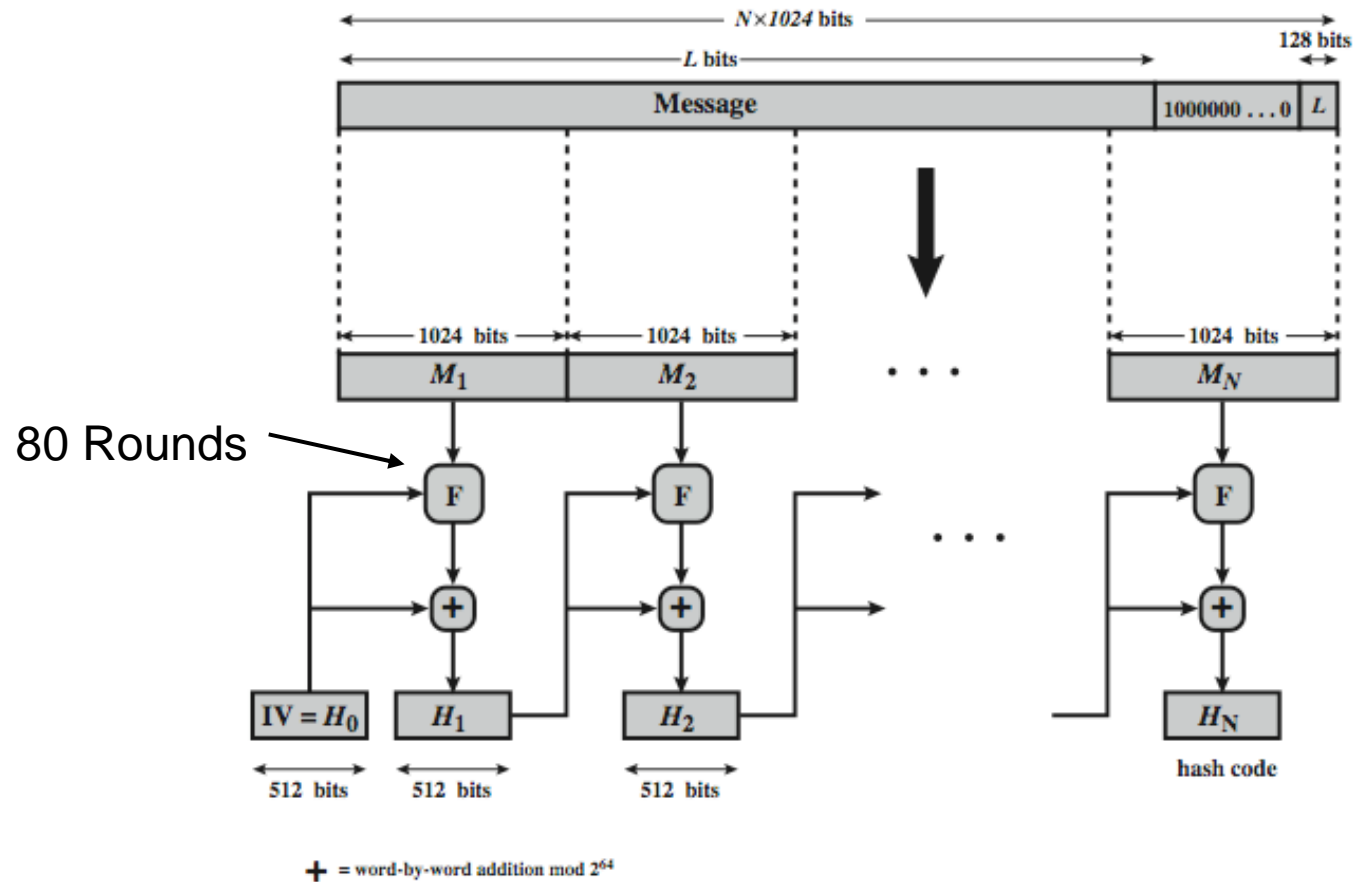 N×1024 bits
128 bits
L bits
Message
1000000 . . . 0
L
1024 bits
1024 bits
1024 bits
M1
M2
. . .
MN
80 Rounds
F
F
F
. . .
+
+
+
IV = H0
H1
H2
HN
hash code
512 bits
512 bits
512 bits
+ = word-by-word addition mod 2^64